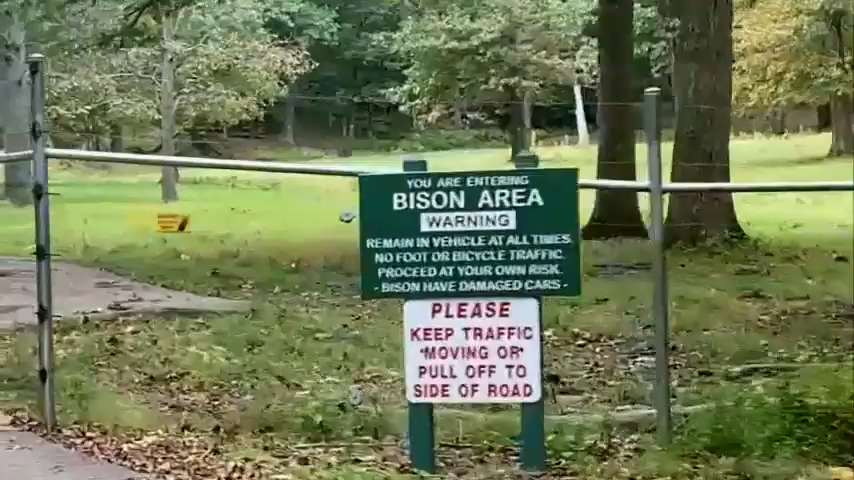 YOU ARE ENTERING
BISON AREA
WARNING
REMAIN IN VEHICLE AT ALL TIMES.
NO FOOT OR BICYCLE TRAFFIC.
PROCEED AT YOUR OWN RISK.
- BISON HAVE DAMAGED CARS -
PLEASE
KEEP TRAFFIC
"MOVING OR"
PULL OFF TO
SIDE OF ROAD